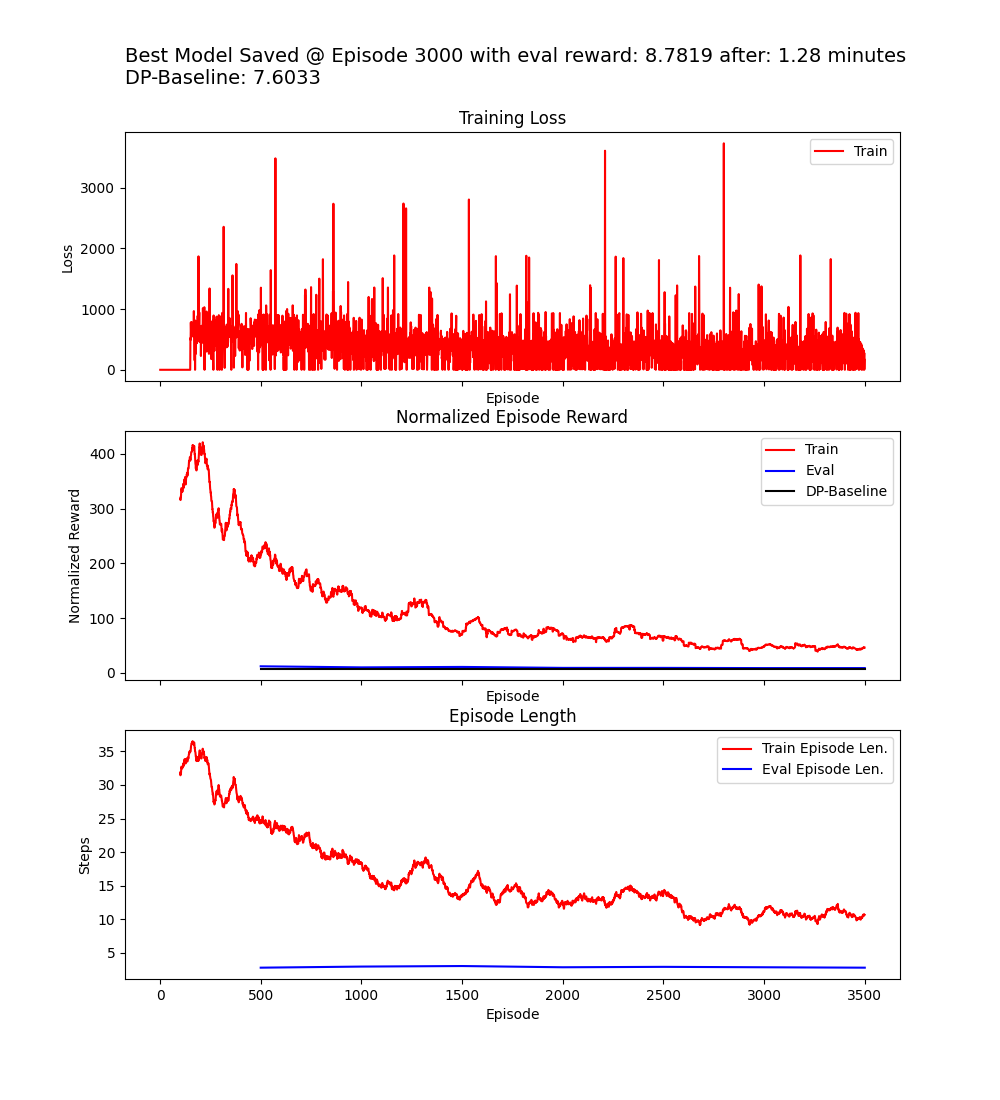 Best Model Saved @ Episode 3000 with eval reward: 8.7819 after: 1.28 minutes
DP-Baseline: 7.6033
Training Loss
Train
3000
2000
1000
0
Loss
Episode
Normalized Episode Reward
Train
Eval
DP-Baseline
400
300
200
100
0
Normalized Reward
Episode
Episode Length
Train Episode Len.
Eval Episode Len.
35
30
25
20
15
10
5
Steps
0 500 1000 1500 2000 2500 3000 3500
Episode